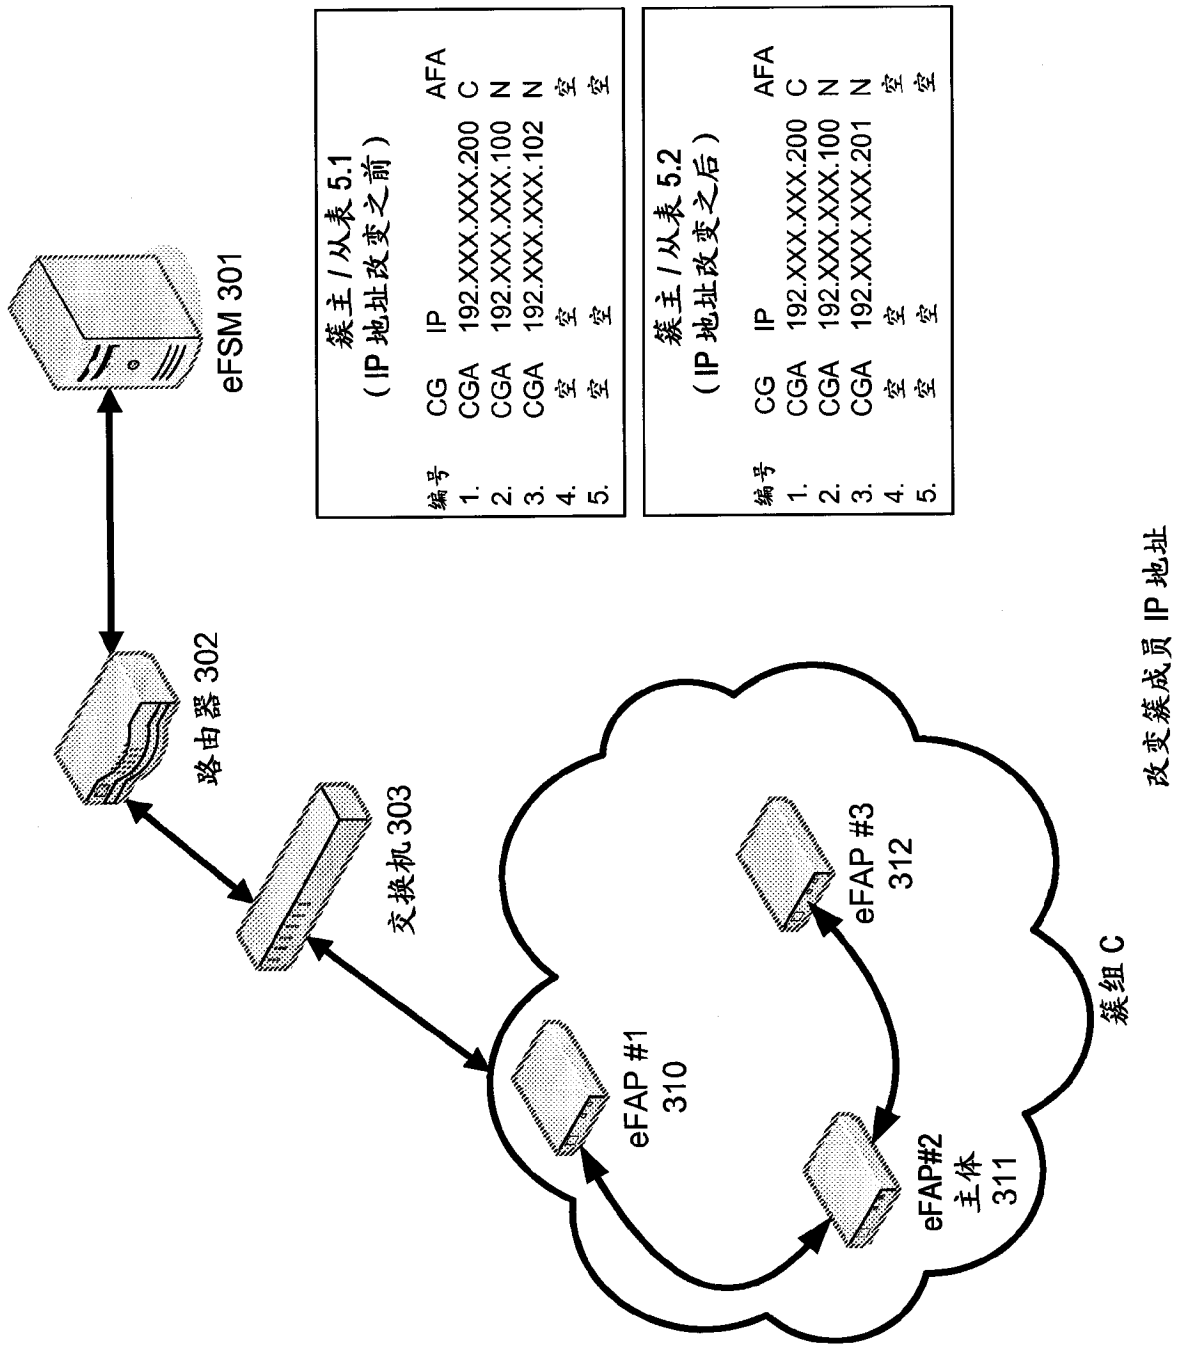 eFSM 301
路由器 302
交换机 303
eFAP #1
310
eFAP#2
主体
311
eFAP #3
312
簇组 C
簇主 / 从表 5.1
( IP 地址改变之前 )
编号 CG IP AFA
1. CGA 192.XXX.XXX.200 C
2. CGA 192.XXX.XXX.100 N
3. CGA 192.XXX.XXX.102 N
4. 空 空 空
5. 空 空 空
簇主 / 从表 5.2
( IP 地址改变之后 )
编号 CG IP AFA
1. CGA 192.XXX.XXX.200 C
2. CGA 192.XXX.XXX.100 N
3. CGA 192.XXX.XXX.201 N
4. 空 空 空
5. 空 空 空
改变簇成员 IP 地址